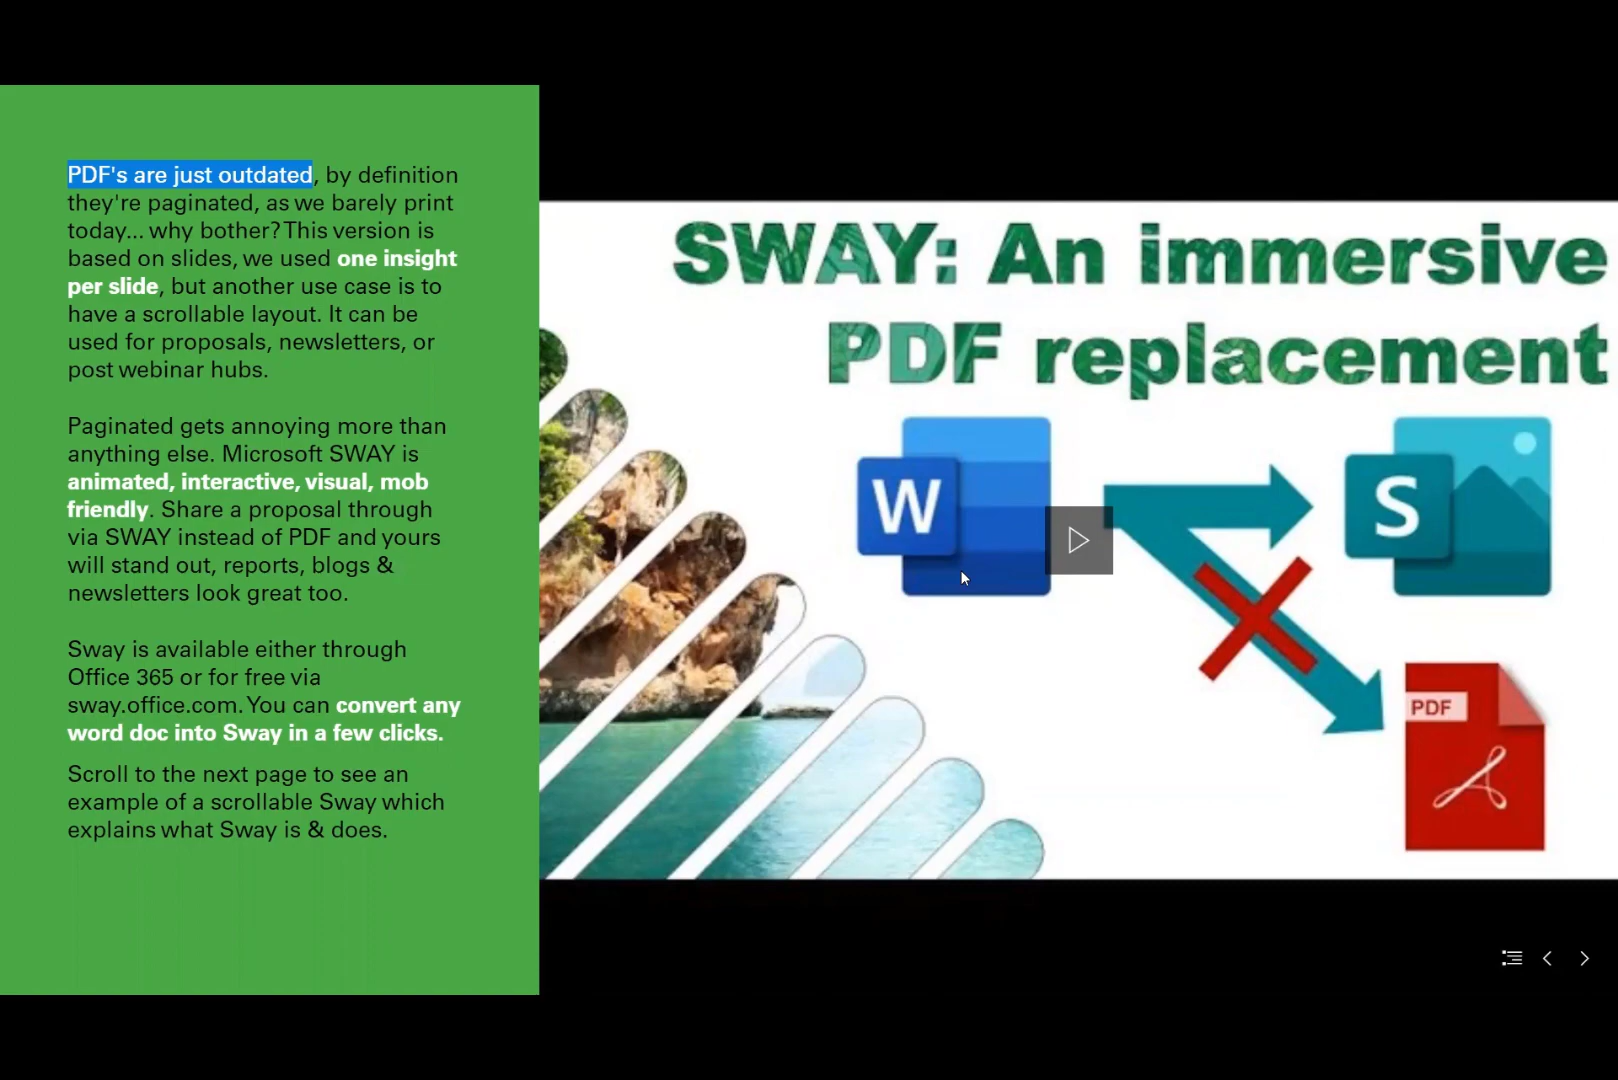 PDF's are just outdated, by definition
they're paginated, as we barely print
today... why bother? This version is
based on slides, we used one insight
per slide, but another use case is to
have a scrollable layout. It can be
used for proposals, newsletters, or
post webinar hubs.
Paginated gets annoying more than
anything else. Microsoft SWAY is
animated, interactive, visual, mob
friendly. Share a proposal through
via SWAY instead of PDF and yours
will stand out, reports, blogs &
newsletters look great too.
Sway is available either through
Office 365 or for free via
sway.office.com. You can convert any
word doc into Sway in a few clicks.
Scroll to the next page to see an
example of a scrollable Sway which
explains what Sway is & does.
SWAY: An immersive
PDF replacement
W
S
PDF